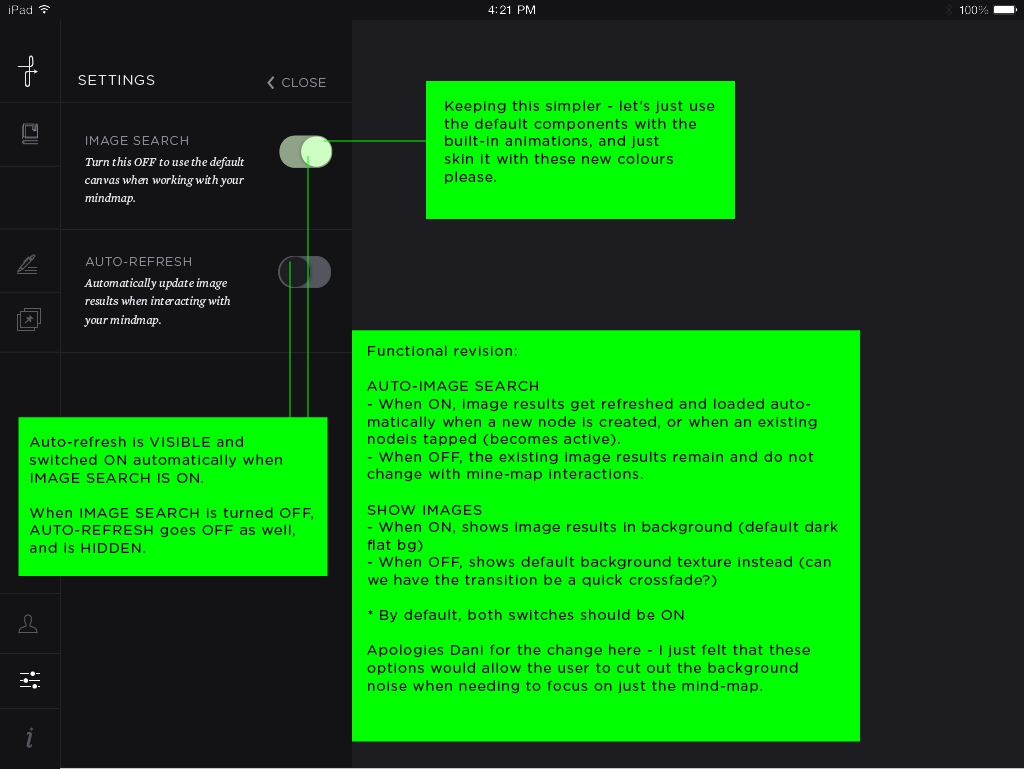 iPad
4:21 PM
100%
SETTINGS
CLOSE
IMAGE SEARCH
Turn this OFF to use the default
canvas when working with your
mindmap.
AUTO-REFRESH
Automatically update image
results when interacting with
your mindmap.
Keeping this simpler - let's just use
the default components with the
built-in animations, and just
skin it with these new colours
please.
Auto-refresh is VISIBLE and
switched ON automatically when
IMAGE SEARCH IS ON.
When IMAGE SEARCH is turned OFF,
AUTO-REFRESH goes OFF as well,
and is HIDDEN.
Functional revision:
AUTO-IMAGE SEARCH
- When ON, image results get refreshed and loaded auto-
matically when a new node is created, or when an existing
nodeis tapped (becomes active).
- When OFF, the existing image results remain and do not
change with mine-map interactions.
SHOW IMAGES
- When ON, shows image results in background (default dark
flat bg)
- When OFF, shows default background texture instead (can
we have the transition be a quick crossfade?)
* By default, both switches should be ON
Apologies Dani for the change here - I just felt that these
options would allow the user to cut out the background
noise when needing to focus on just the mind-map.
i